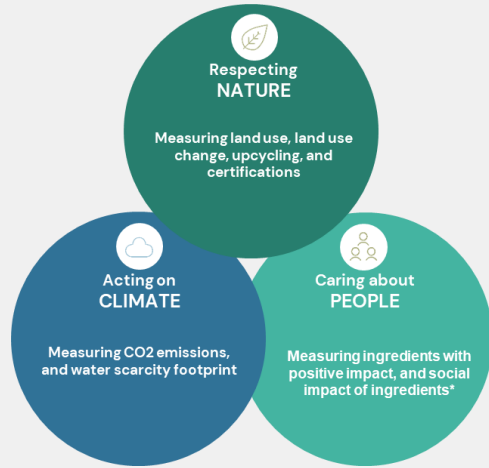 Respecting
NATURE
Measuring land use, land use
change, upcycling, and
certifications
Acting on
CLIMATE
Measuring CO2 emissions,
and water scarcity footprint
Caring about
PEOPLE
Measuring ingredients with
positive impact, and social
impact of ingredients*